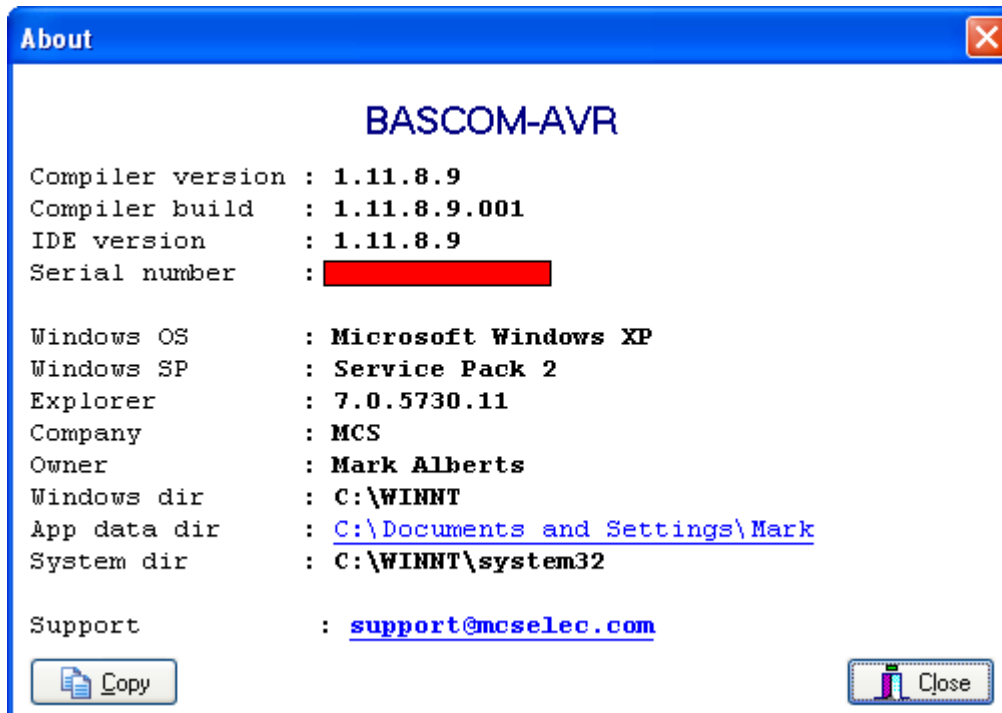 About
BASCOM-AVR
Compiler version : 1.11.8.9
Compiler build : 1.11.8.9.001
IDE version : 1.11.8.9
Serial number :
Windows OS : Microsoft Windows XP
Windows SP : Service Pack 2
Explorer : 7.0.5730.11
Company : MCS
Owner : Mark Alberts
Windows dir : C:\WINNT
App data dir : C:\Documents and Settings\Mark
System dir : C:\WINNT\system32
Support : support@mcselec.com
Copy Close